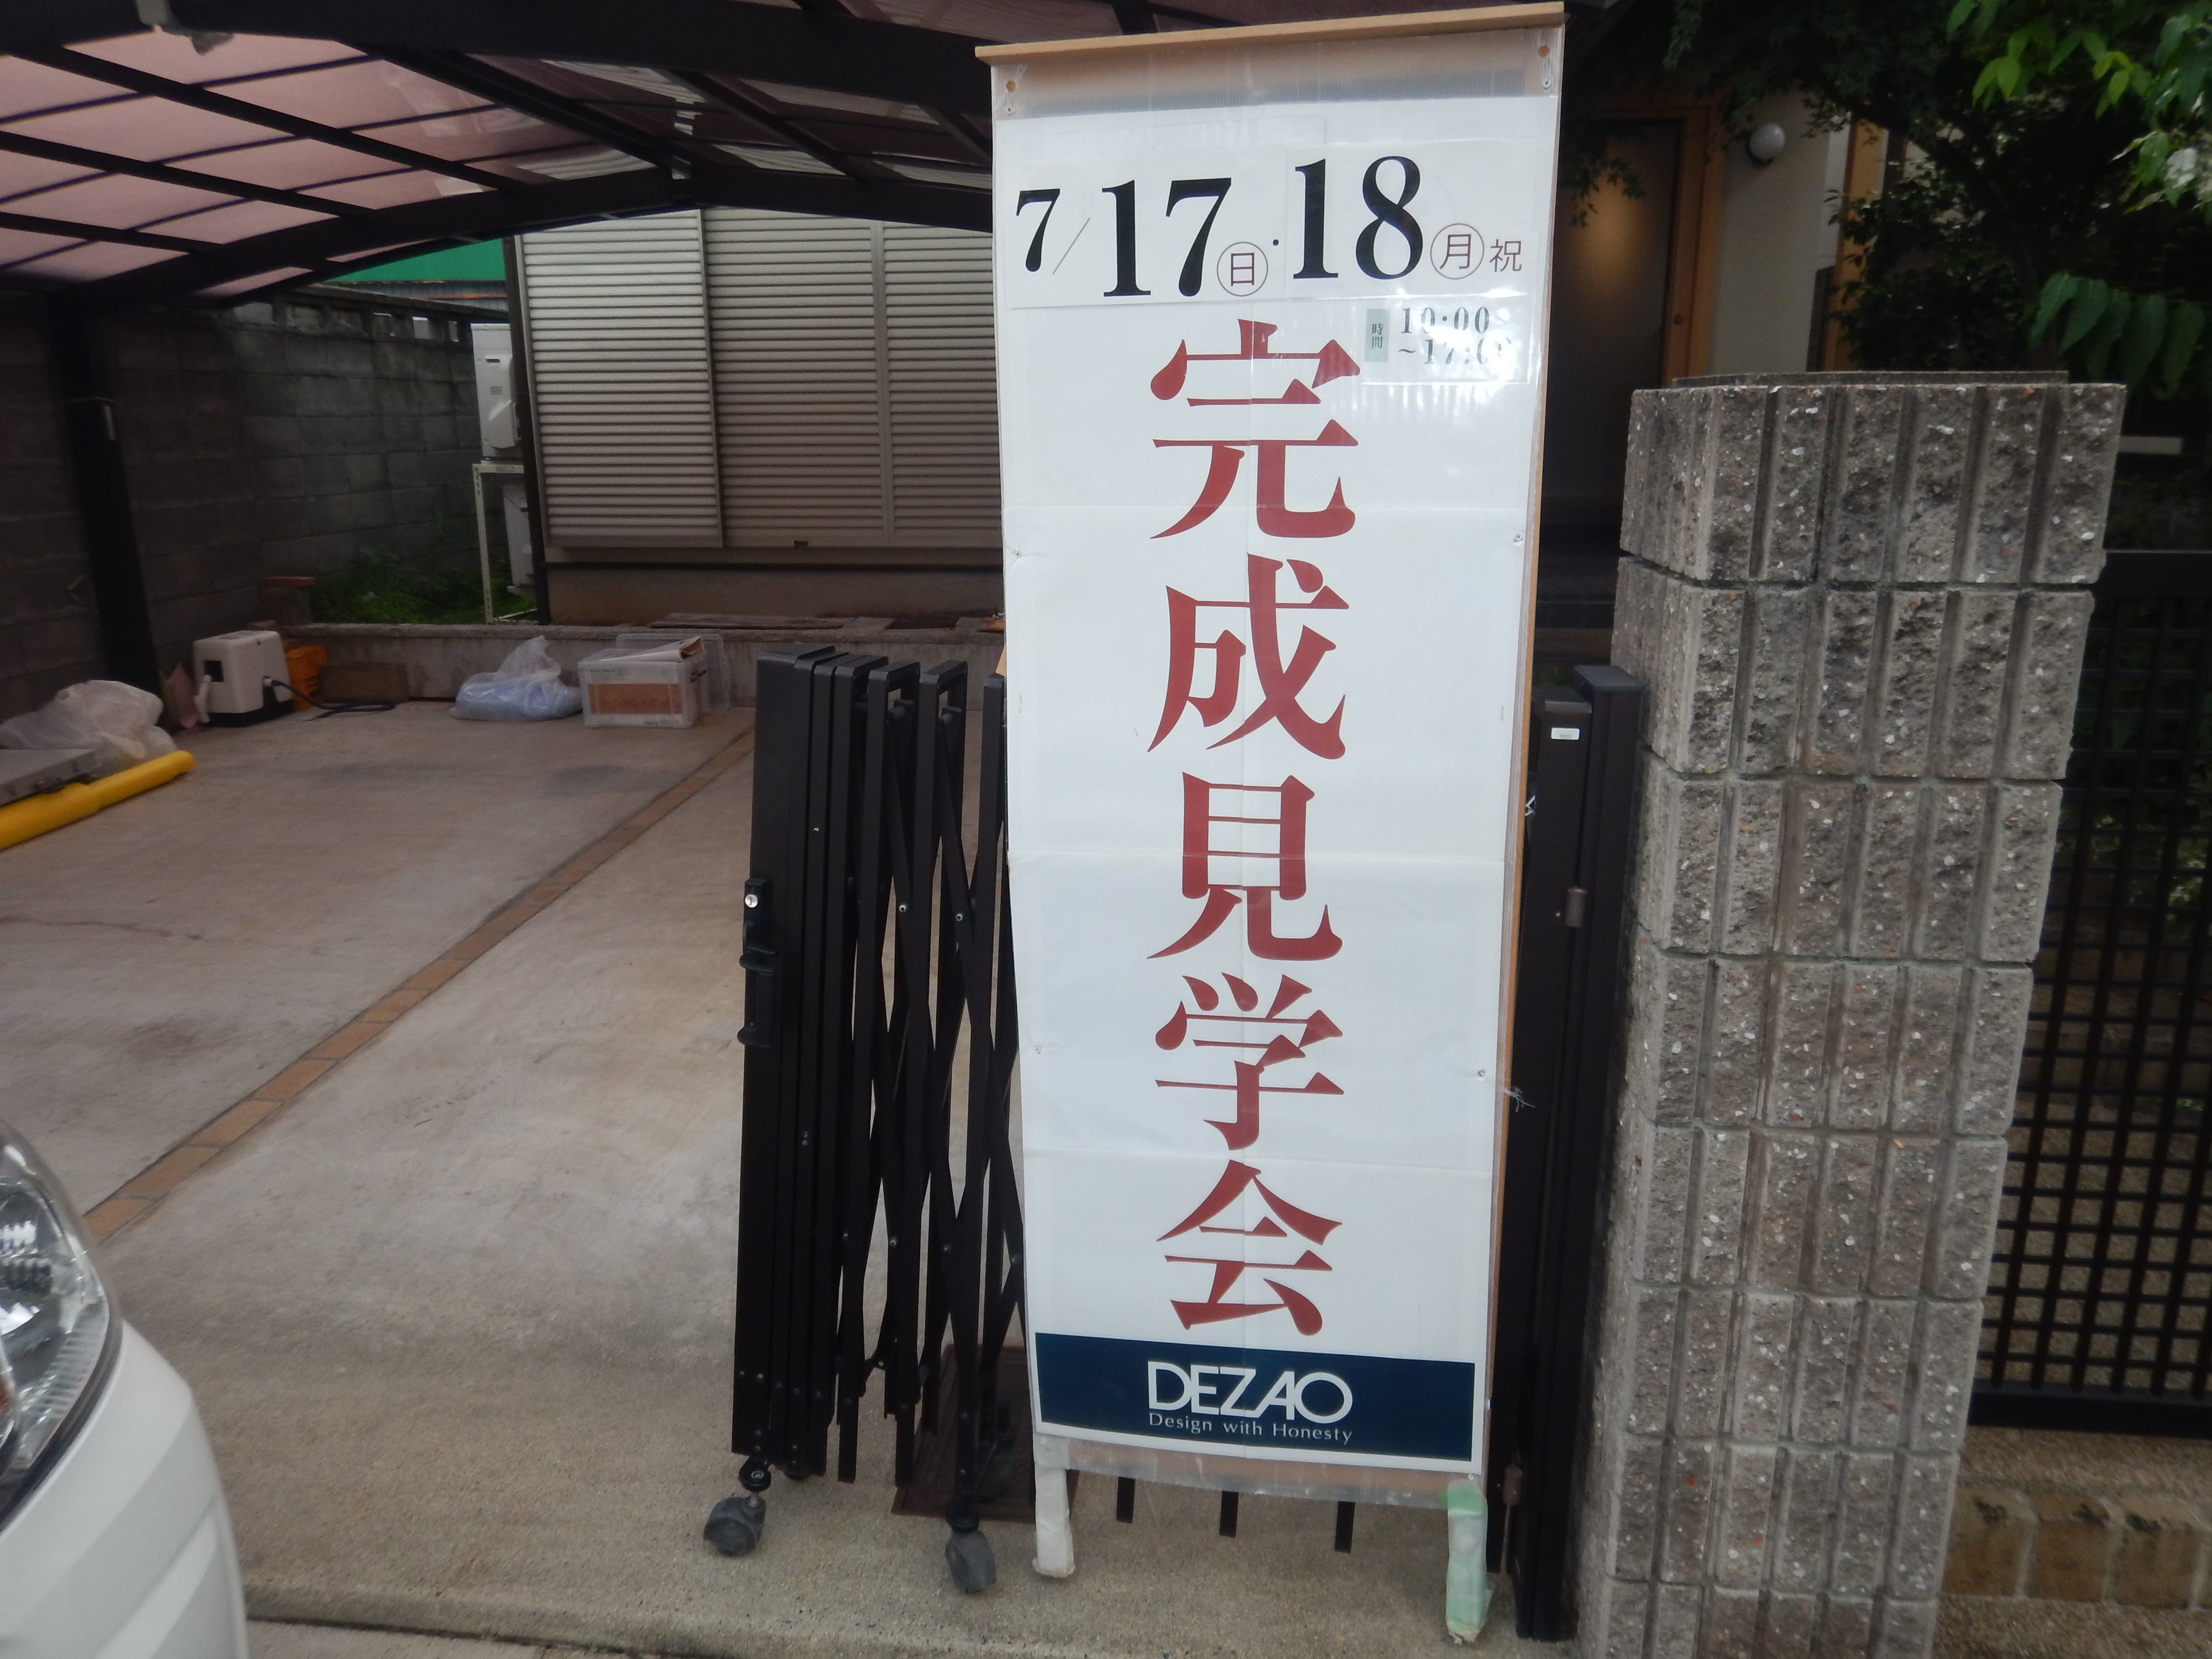 7/17㊐・18㊊祝
時間 10:00
~17:00
完成見学会
DEZAO
Design with Honesty